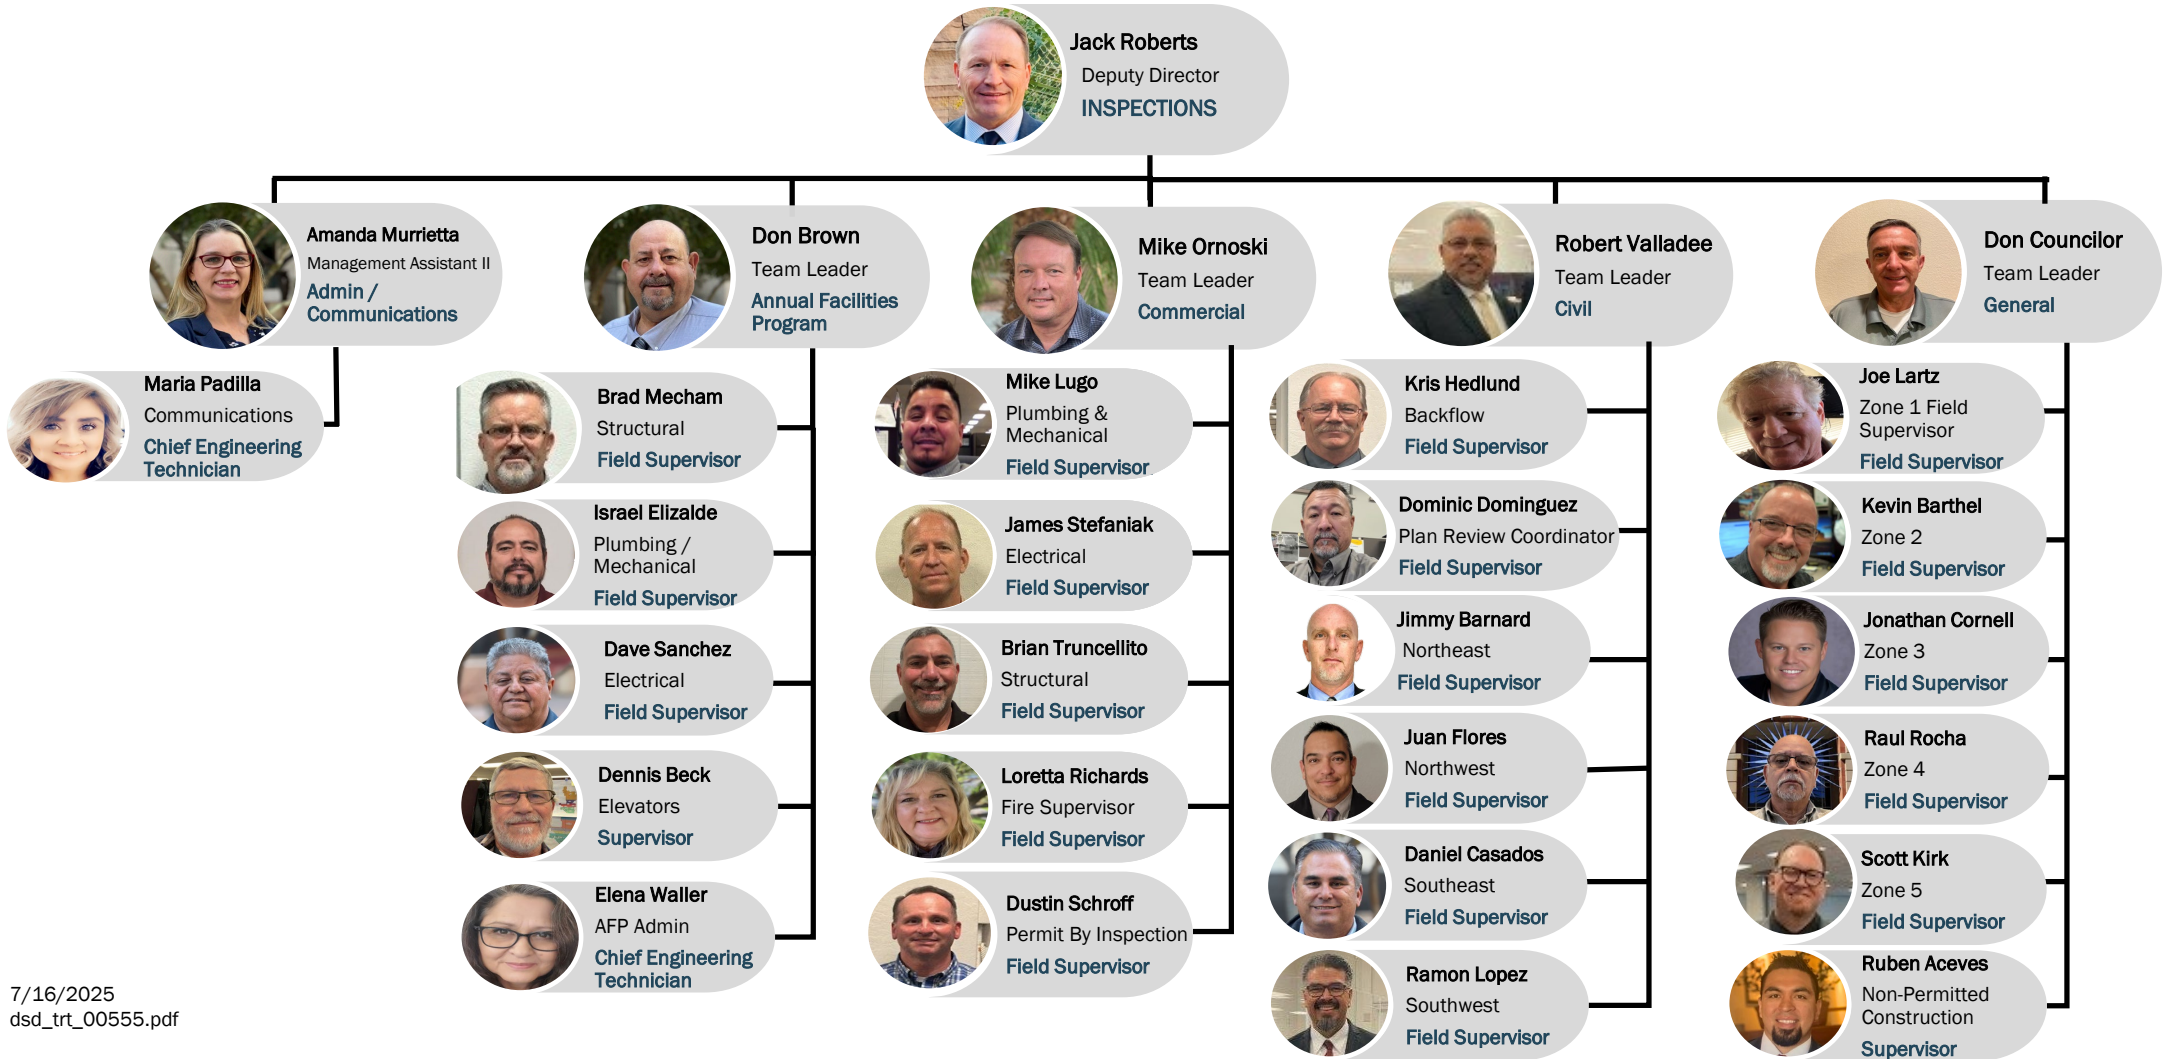 Jack Roberts
Deputy Director
INSPECTIONS
Amanda Murrietta
Management Assistant II
Admin /
Communications
Maria Padilla
Communications
Chief Engineering
Technician
Don Brown
Team Leader
Annual Facilities
Program
Brad Mecham
Structural
Field Supervisor
Israel Elizalde
Plumbing /
Mechanical
Field Supervisor
Dave Sanchez
Electrical
Field Supervisor
Dennis Beck
Elevators
Supervisor
Elena Waller
AFP Admin
Chief Engineering
Technician
Mike Ornoski
Team Leader
Commercial
Mike Lugo
Plumbing &
Mechanical
Field Supervisor
James Stefaniak
Electrical
Field Supervisor
Brian Truncellito
Structural
Field Supervisor
Loretta Richards
Fire Supervisor
Field Supervisor
Dustin Schroff
Permit By Inspection
Field Supervisor
Robert Valladee
Team Leader
Civil
Kris Hedlund
Backflow
Field Supervisor
Dominic Dominguez
Plan Review Coordinator
Field Supervisor
Jimmy Barnard
Northeast
Field Supervisor
Juan Flores
Northwest
Field Supervisor
Daniel Casados
Southeast
Field Supervisor
Ramon Lopez
Southwest
Field Supervisor
Don Councilor
Team Leader
General
Joe Lartz
Zone 1 Field
Supervisor
Field Supervisor
Kevin Barthel
Zone 2
Field Supervisor
Jonathan Cornell
Zone 3
Field Supervisor
Raul Rocha
Zone 4
Field Supervisor
Scott Kirk
Zone 5
Field Supervisor
Ruben Aceves
Non-Permitted
Construction
Supervisor
7/16/2025
dsd_trt_00555.pdf